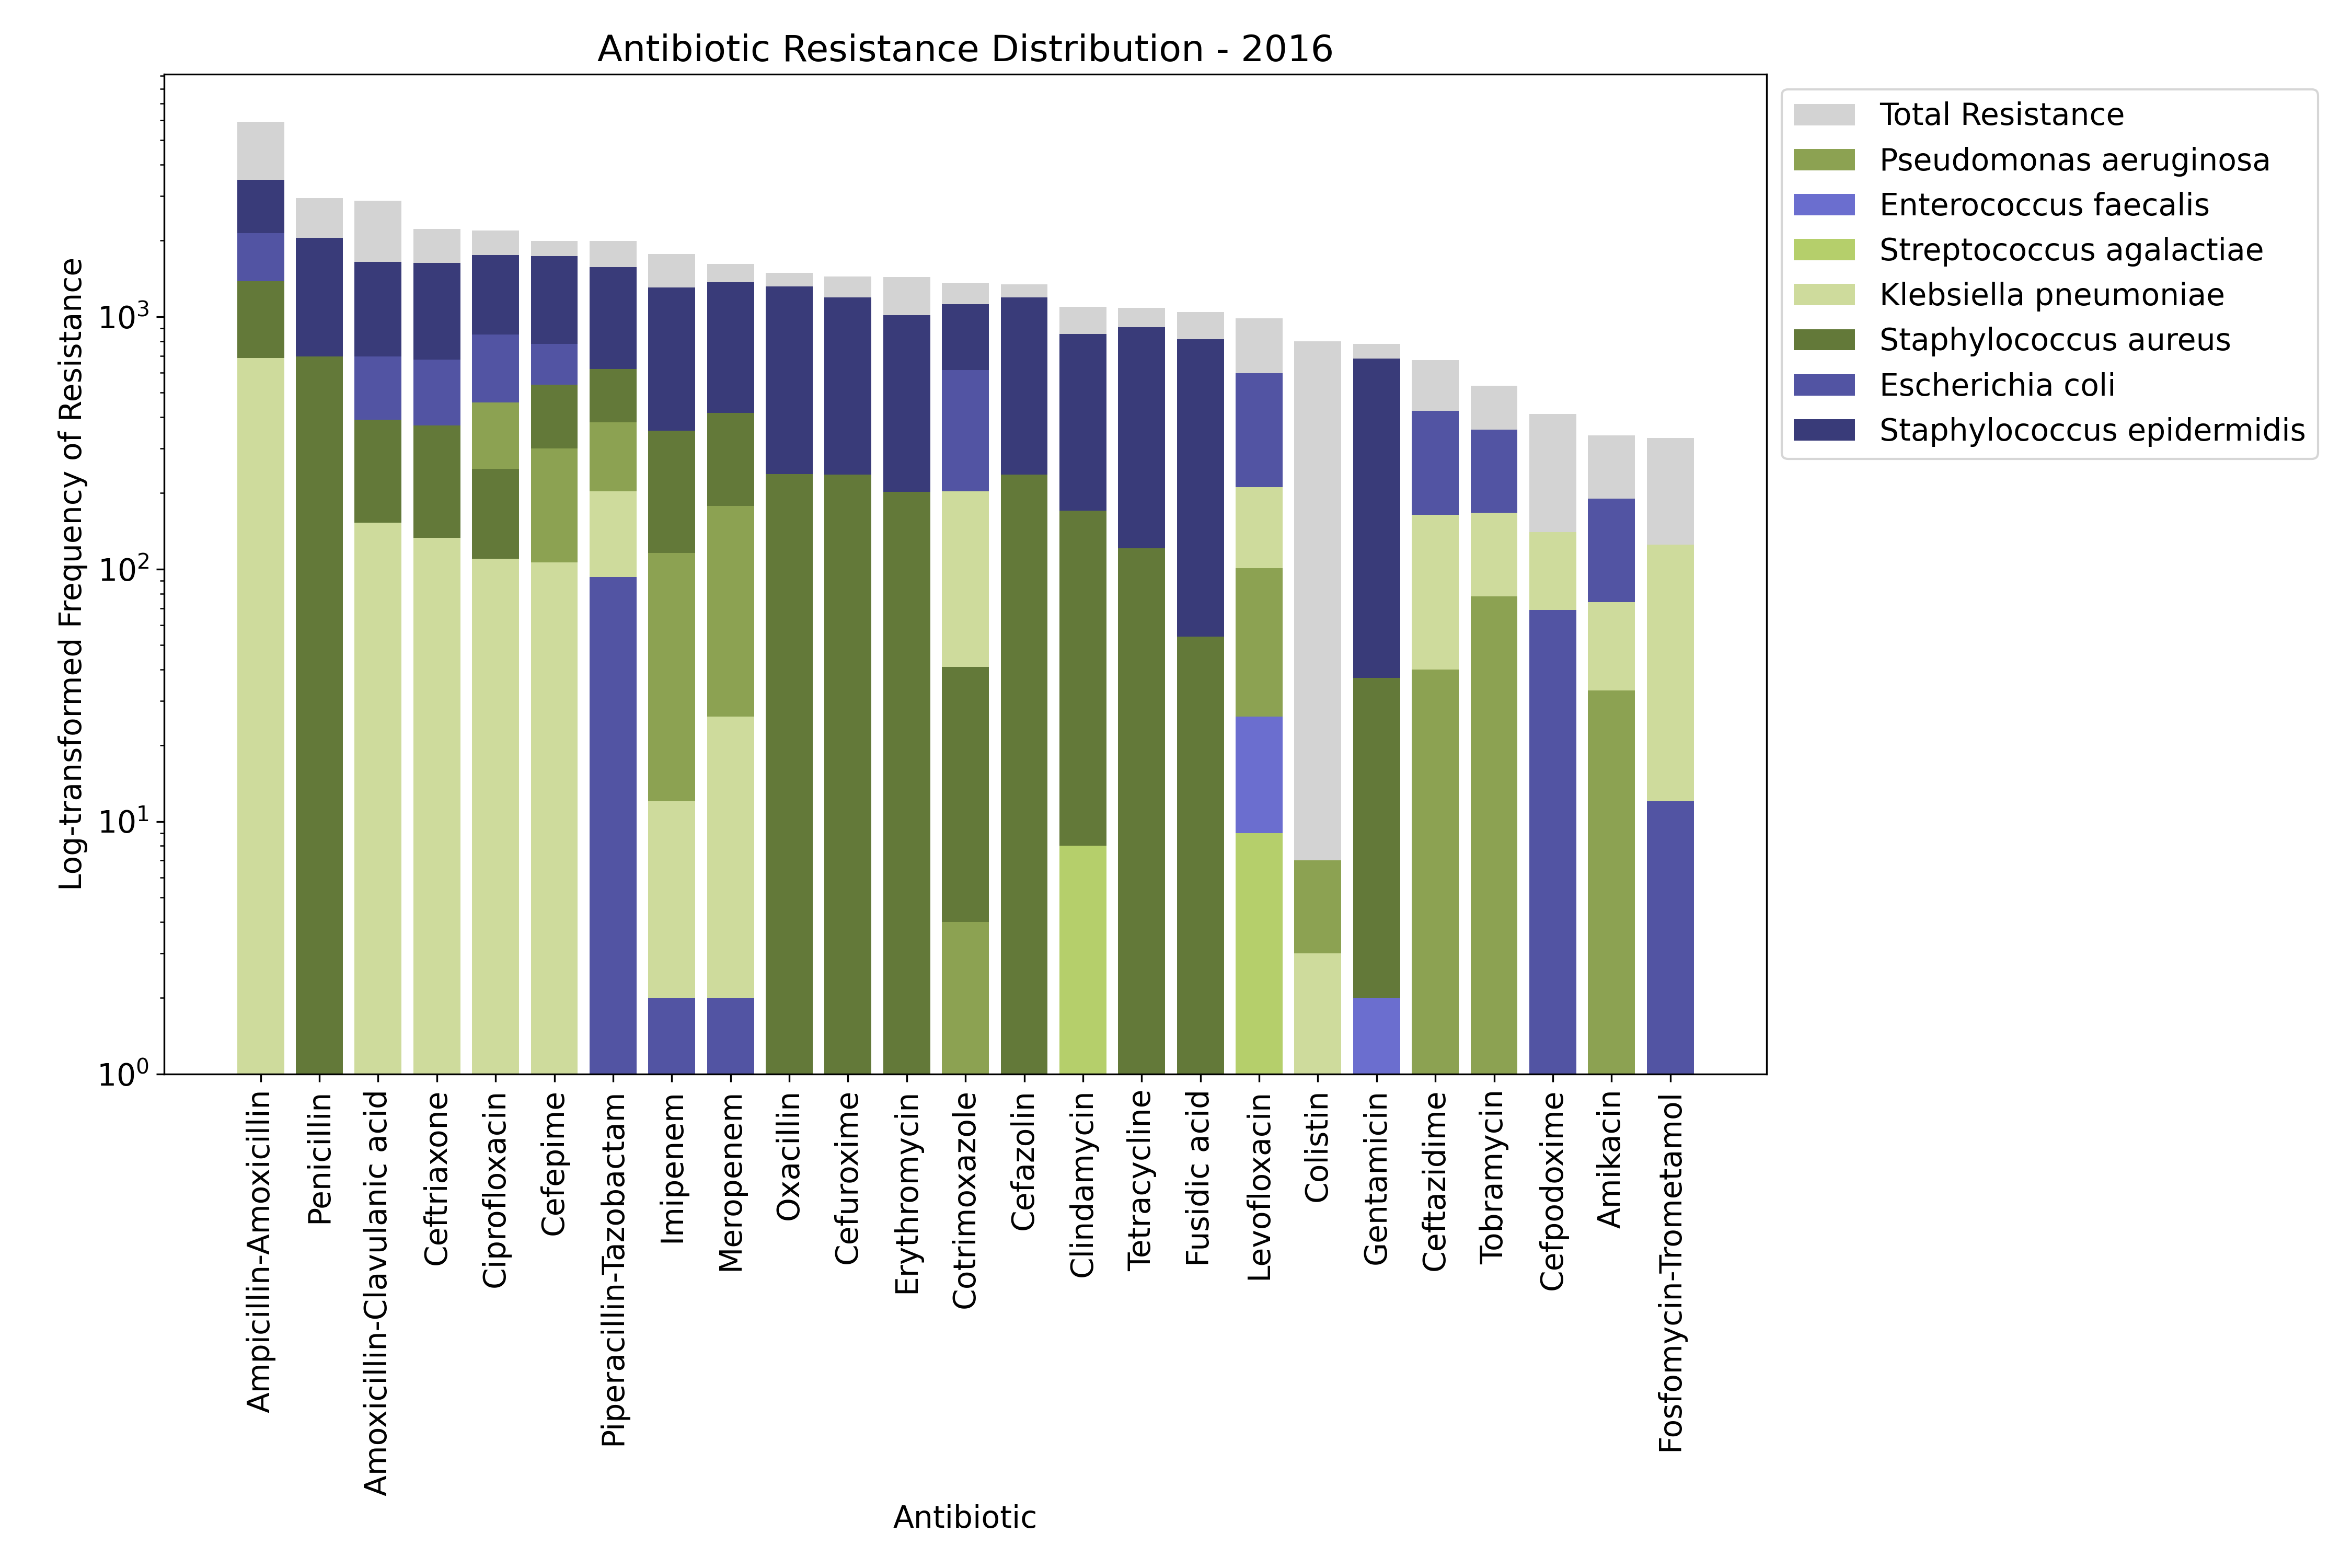 Antibiotic Resistance Distribution - 2016
Log-transformed Frequency of Resistance
10³
10²
10¹
10⁰
Total Resistance
Pseudomonas aeruginosa
Enterococcus faecalis
Streptococcus agalactiae
Klebsiella pneumoniae
Staphylococcus aureus
Escherichia coli
Staphylococcus epidermidis
Ampicillin-Amoxicillin
Penicillin
Amoxicillin-Clavulanic acid
Ceftriaxone
Ciprofloxacin
Cefepime
Piperacillin-Tazobactam
Imipenem
Meropenem
Oxacillin
Cefuroxime
Erythromycin
Cotrimoxazole
Cefazolin
Clindamycin
Tetracycline
Fusidic acid
Levofloxacin
Colistin
Gentamicin
Ceftazidime
Tobramycin
Cefpodoxime
Amikacin
Fosfomycin-Trometamol
Antibiotic